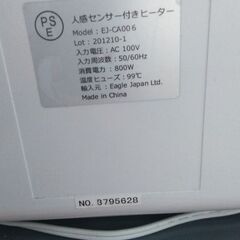 PS
E
人感センサー付きヒーター
Model : EJ-CA006
Lot : 201210-1
入力電圧 : AC 100V
入力周波数 : 50/60Hz
消費電力 : 800W
温度ヒューズ : 99℃
輸入元 : Eagle Japan Ltd.
Made in China
NO. 3795628